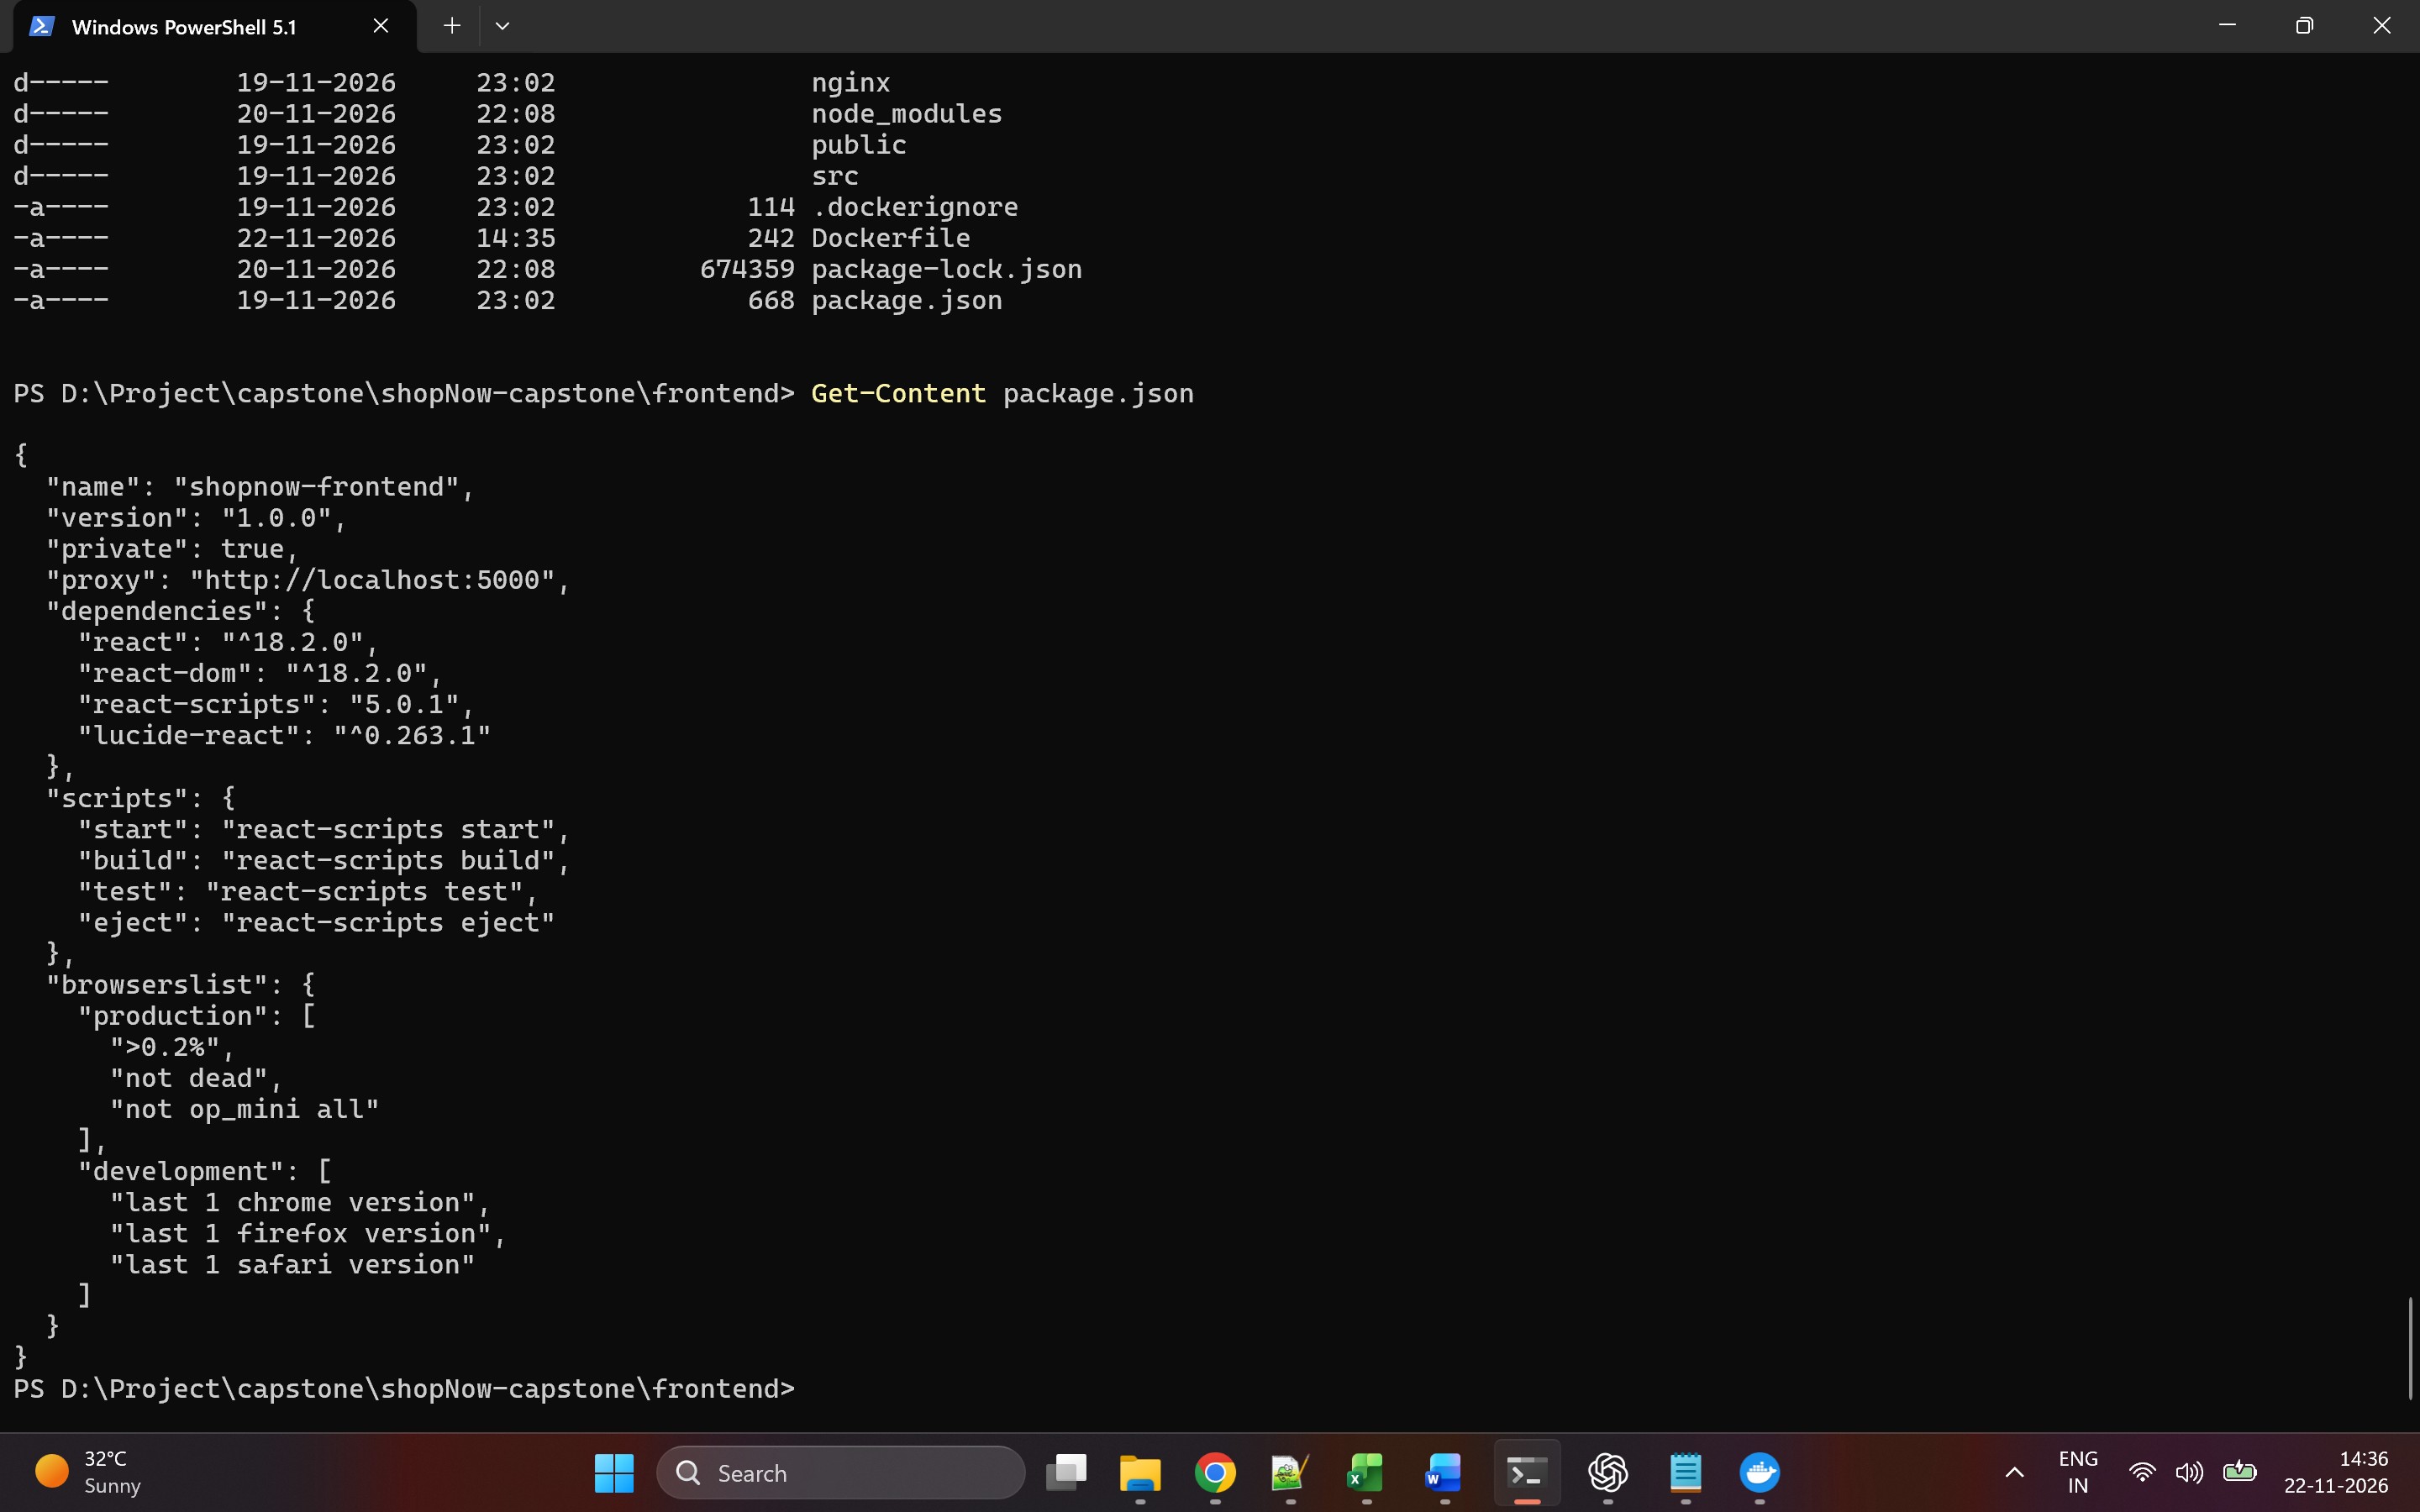 Windows PowerShell 5.1
d----- 19-11-2026 23:02 nginx
d----- 20-11-2026 22:08 node_modules
d----- 19-11-2026 23:02 public
d----- 19-11-2026 23:02 src
-a---- 19-11-2026 23:02 114 .dockerignore
-a---- 22-11-2026 14:35 242 Dockerfile
-a---- 20-11-2026 22:08 674359 package-lock.json
-a---- 19-11-2026 23:02 668 package.json
PS D:\Project\capstone\shopNow-capstone\frontend> Get-Content package.json
{
  "name": "shopnow-frontend",
  "version": "1.0.0",
  "private": true,
  "proxy": "http://localhost:5000",
  "dependencies": {
    "react": "^18.2.0",
    "react-dom": "^18.2.0",
    "react-scripts": "5.0.1",
    "lucide-react": "^0.263.1"
  },
  "scripts": {
    "start": "react-scripts start",
    "build": "react-scripts build",
    "test": "react-scripts test",
    "eject": "react-scripts eject"
  },
  "browserslist": {
    "production": [
      ">0.2%",
      "not dead",
      "not op_mini all"
    ],
    "development": [
      "last 1 chrome version",
      "last 1 firefox version",
      "last 1 safari version"
    ]
  }
}
PS D:\Project\capstone\shopNow-capstone\frontend>
32°C
Sunny
Search
ENG
IN
14:36
22-11-2026